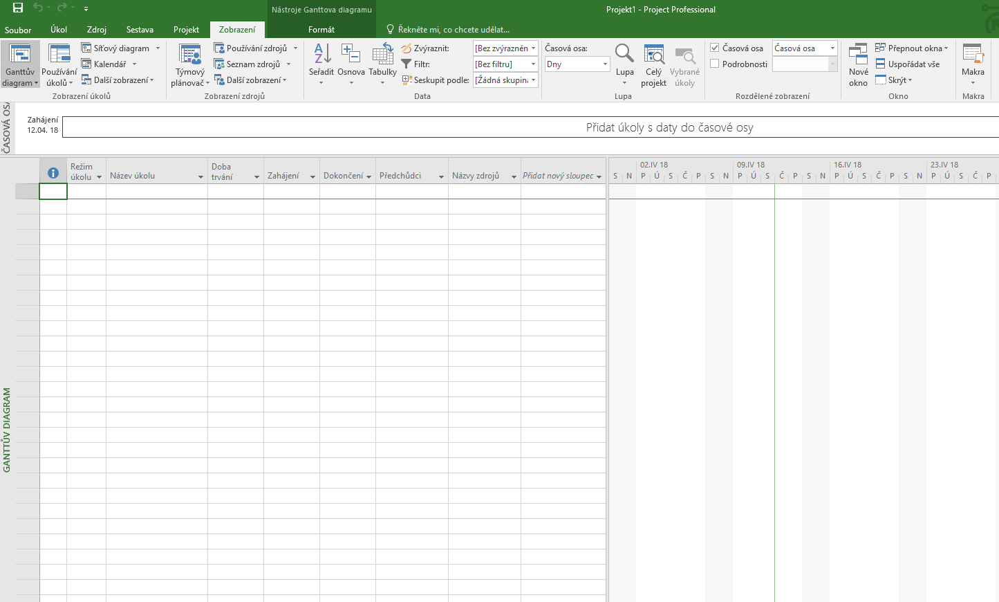 Nástroje Ganttova diagramu
Projekt1 - Project Professional
Soubor
Úkol
Zdroj
Sestava
Projekt
Zobrazení
Formát
Řekněte mi, co chcete udělat...
Ganttův
diagram
Používání
úkolů
Síťový diagram
Kalendář
Další zobrazení
Zobrazení úkolů
Týmový
plánovač
Používání zdrojů
Seznam zdrojů
Další zobrazení
Zobrazení zdrojů
Seřadit
Osnova
Tabulky
Zvýraznit:
[Bez zvýrazněn
Filtr:
[Bez filtru]
Seskupit podle:
[Žádná skupina
Data
Časová osa:
Dny
Lupa
Celý
projekt
Vybrané
úkoly
Lupa
Časová osa
Časová osa
Podrobnosti
Rozdělené zobrazení
Nové
okno
Přepnout okna
Uspořádat vše
Skrýt
Okno
Makra
Makra
ČASOVÁ OSA
Zahájení
12.04. 18
Přidat úkoly s daty do časové osy
Režim
úkolu
Název úkolu
Doba
trvání
Zahájení
Dokončení
Předchůdci
Názvy zdrojů
Přidat nový sloupec
02.IV 18
09.IV 18
16.IV 18
23.IV 18
S N P Ú S Č P S N P Ú S Č P S N P Ú S Č P S N P Ú S Č P
GANTTŮV DIAGRAM